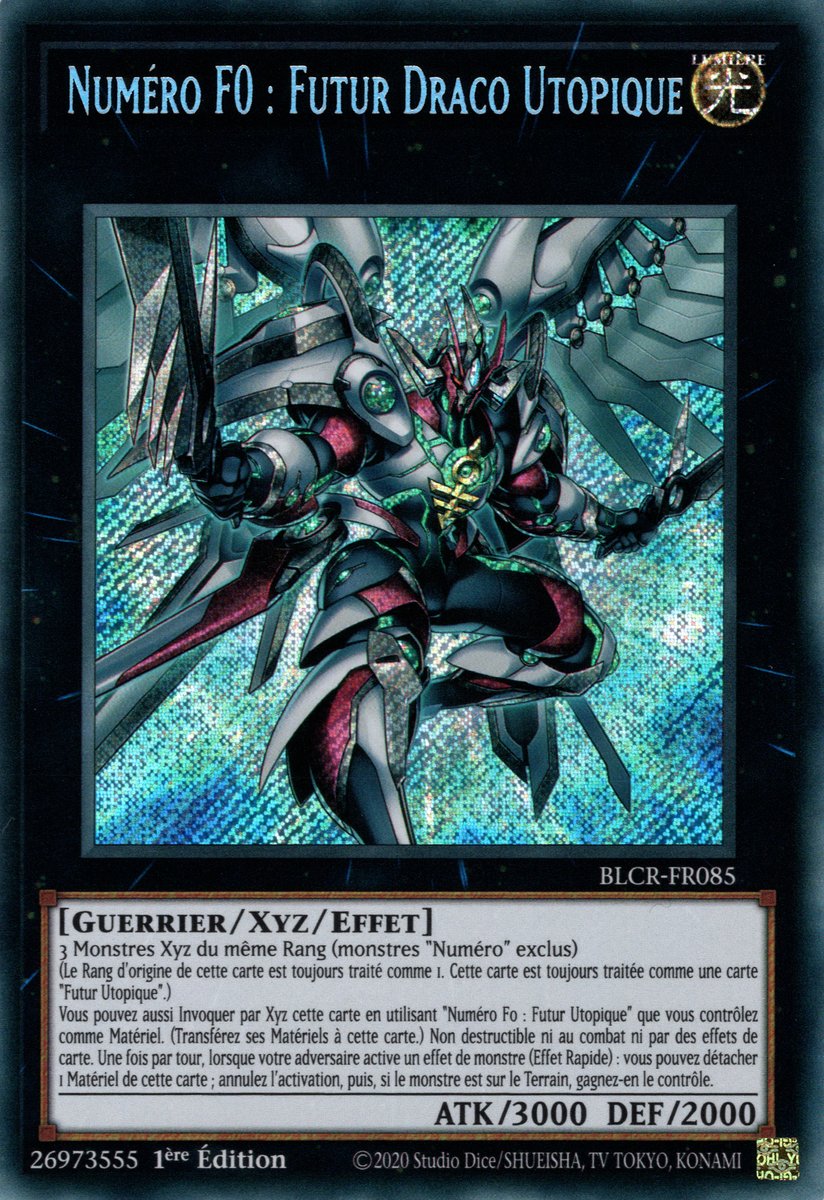 Numéro F0 : Futur Draco Utopique
LUMIÈRE
光
BLCR-FR085
[Guerrier/Xyz/Effet]
3 Monstres Xyz du même Rang (monstres "Numéro" exclus)
(Le Rang d'origine de cette carte est toujours traité comme 1. Cette carte est toujours traitée comme une carte
"Futur Utopique".)
Vous pouvez aussi Invoquer par Xyz cette carte en utilisant "Numéro F0 : Futur Utopique" que vous contrôlez
comme Matériel. (Transférez ses Matériels à cette carte.) Non destructible ni au combat ni par des effets de
carte. Une fois par tour, lorsque votre adversaire active un effet de monstre (Effet Rapide) : vous pouvez détacher
1 Matériel de cette carte ; annulez l'activation, puis, si le monstre est sur le Terrain, gagnez-en le contrôle.
ATK/3000 DEF/2000
26973555 1ère Édition ©2020 Studio Dice/SHUEISHA, TV TOKYO, KONAMI